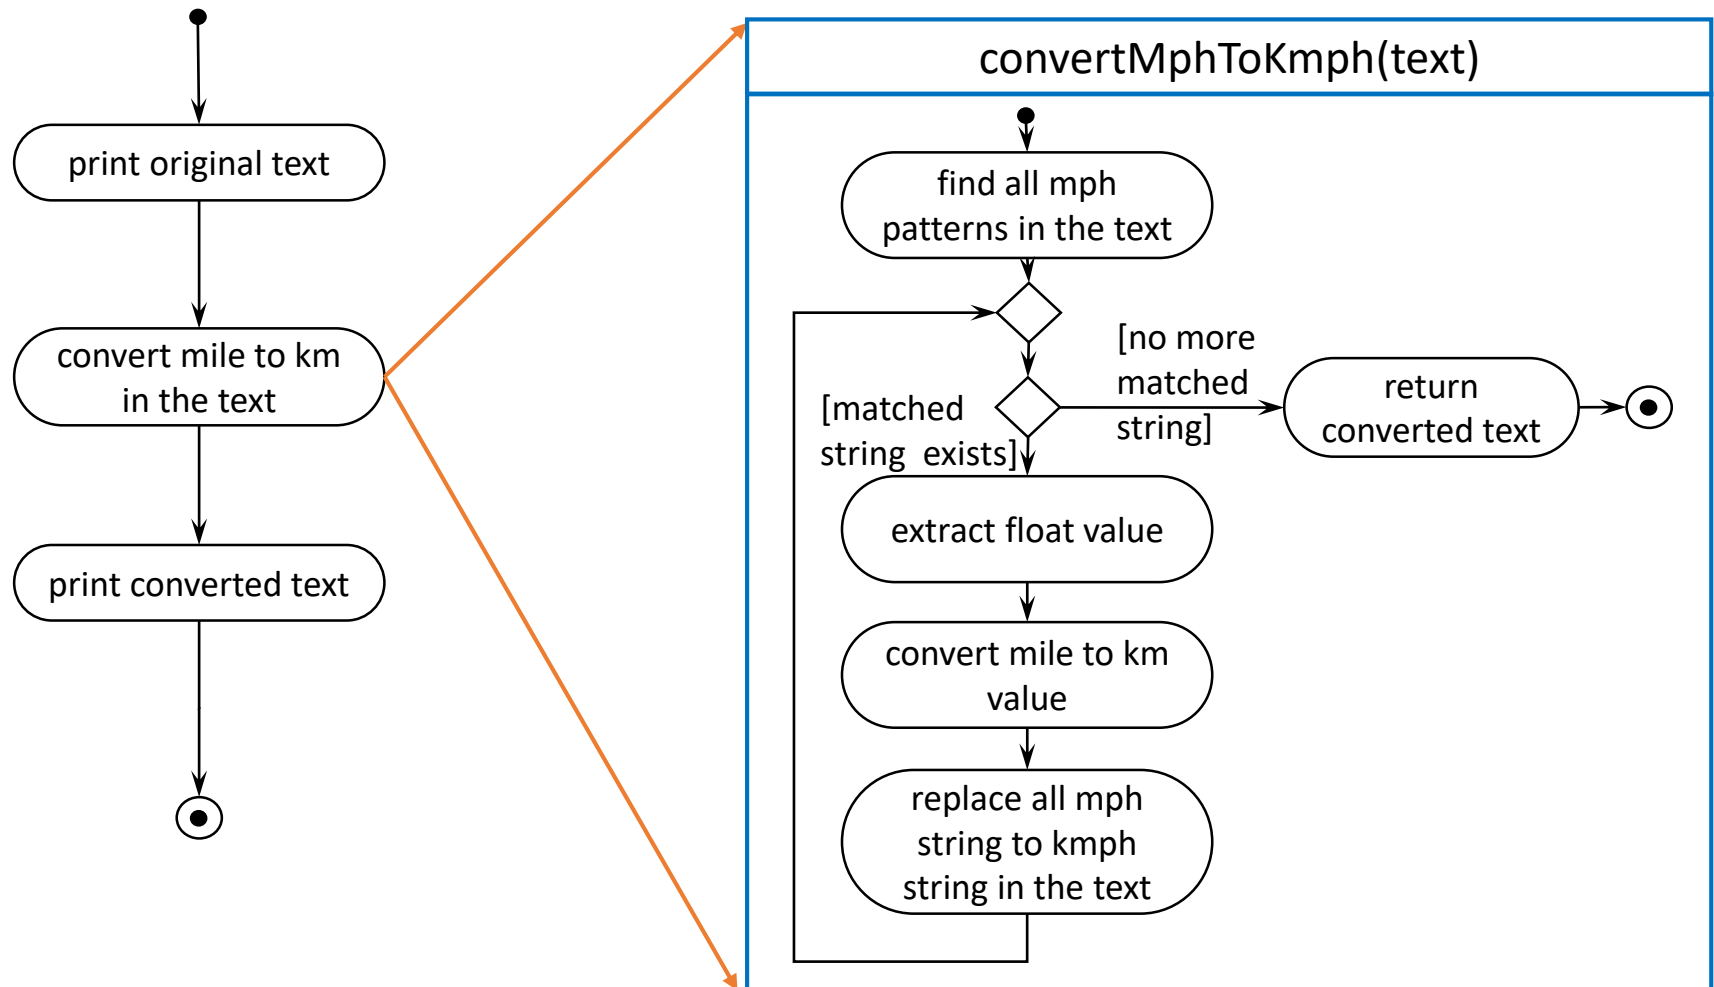 print original text
convert mile to km
in the text
print converted text
convertMphToKmph(text)
find all mph
patterns in the text
[no more
matched
string]
return
converted text
[matched
string exists]
extract float value
convert mile to km
value
replace all mph
string to kmph
string in the text